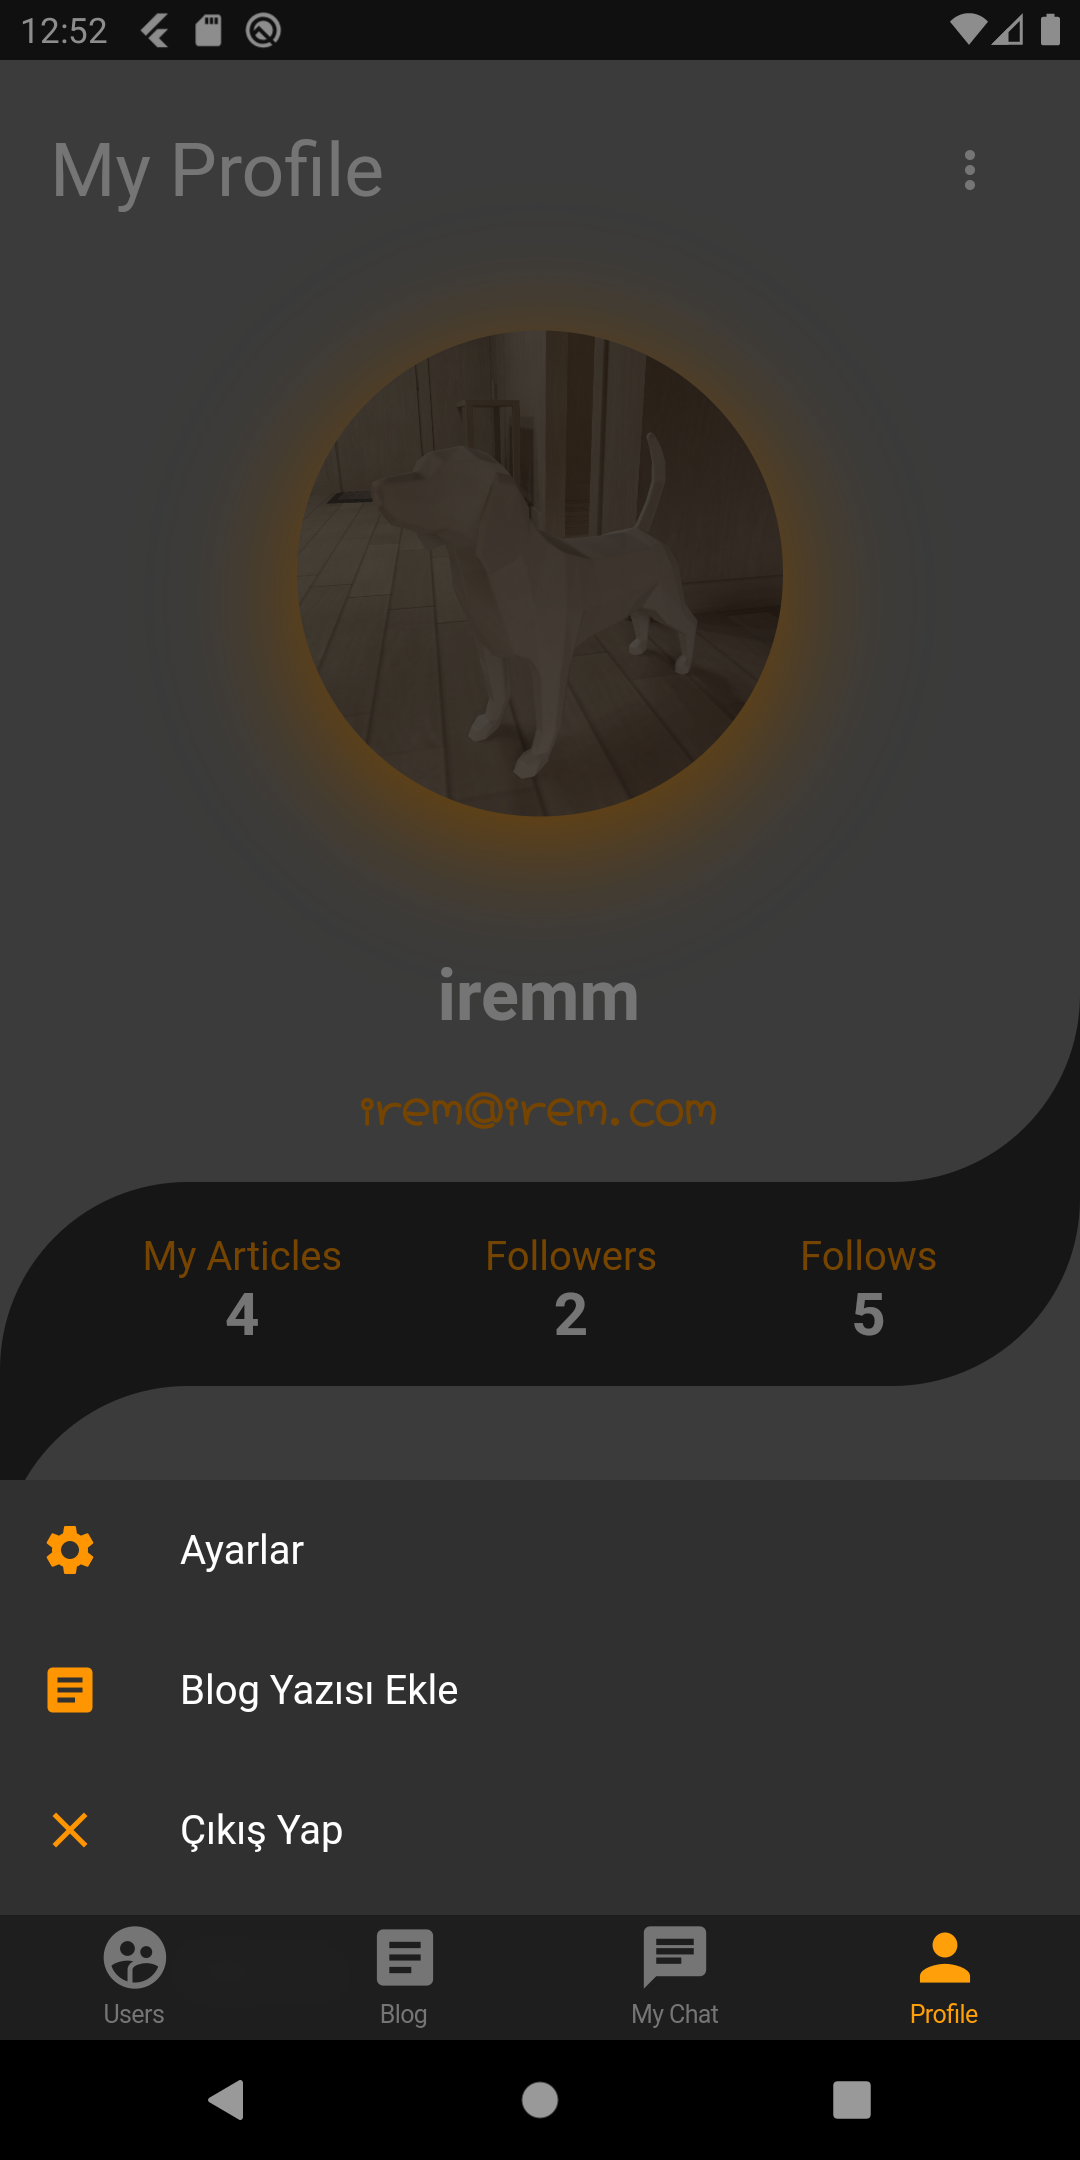 12:52
My Profile
iremm
irem@irem.com
My Articles Followers Follows
4 2 5
Ayarlar
Blog Yazısı Ekle
Çıkış Yap
Users Blog My Chat Profile